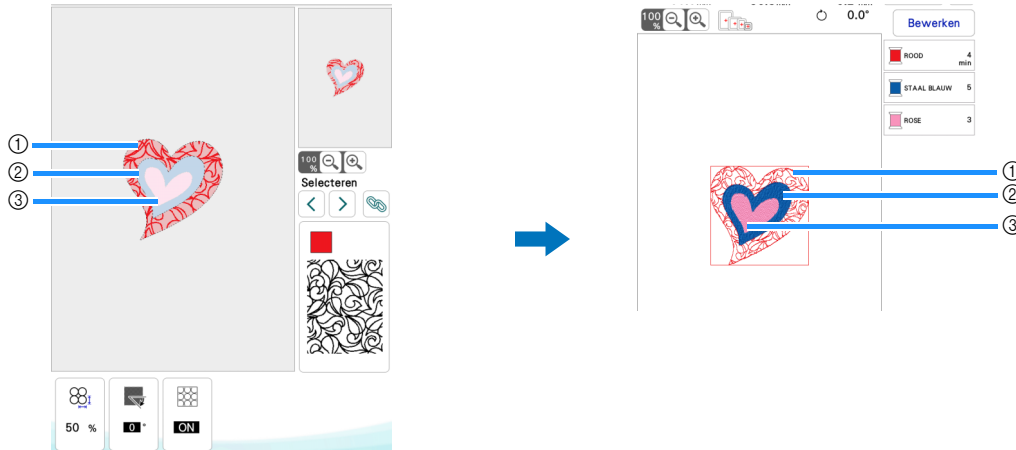 ①
②
③
100 %
Selecteren
50 %
0 °
ON
100 %
0.0°
Bewerken
ROOD 4 min
STAAL BLAUW 5
ROSE 3
①
②
③